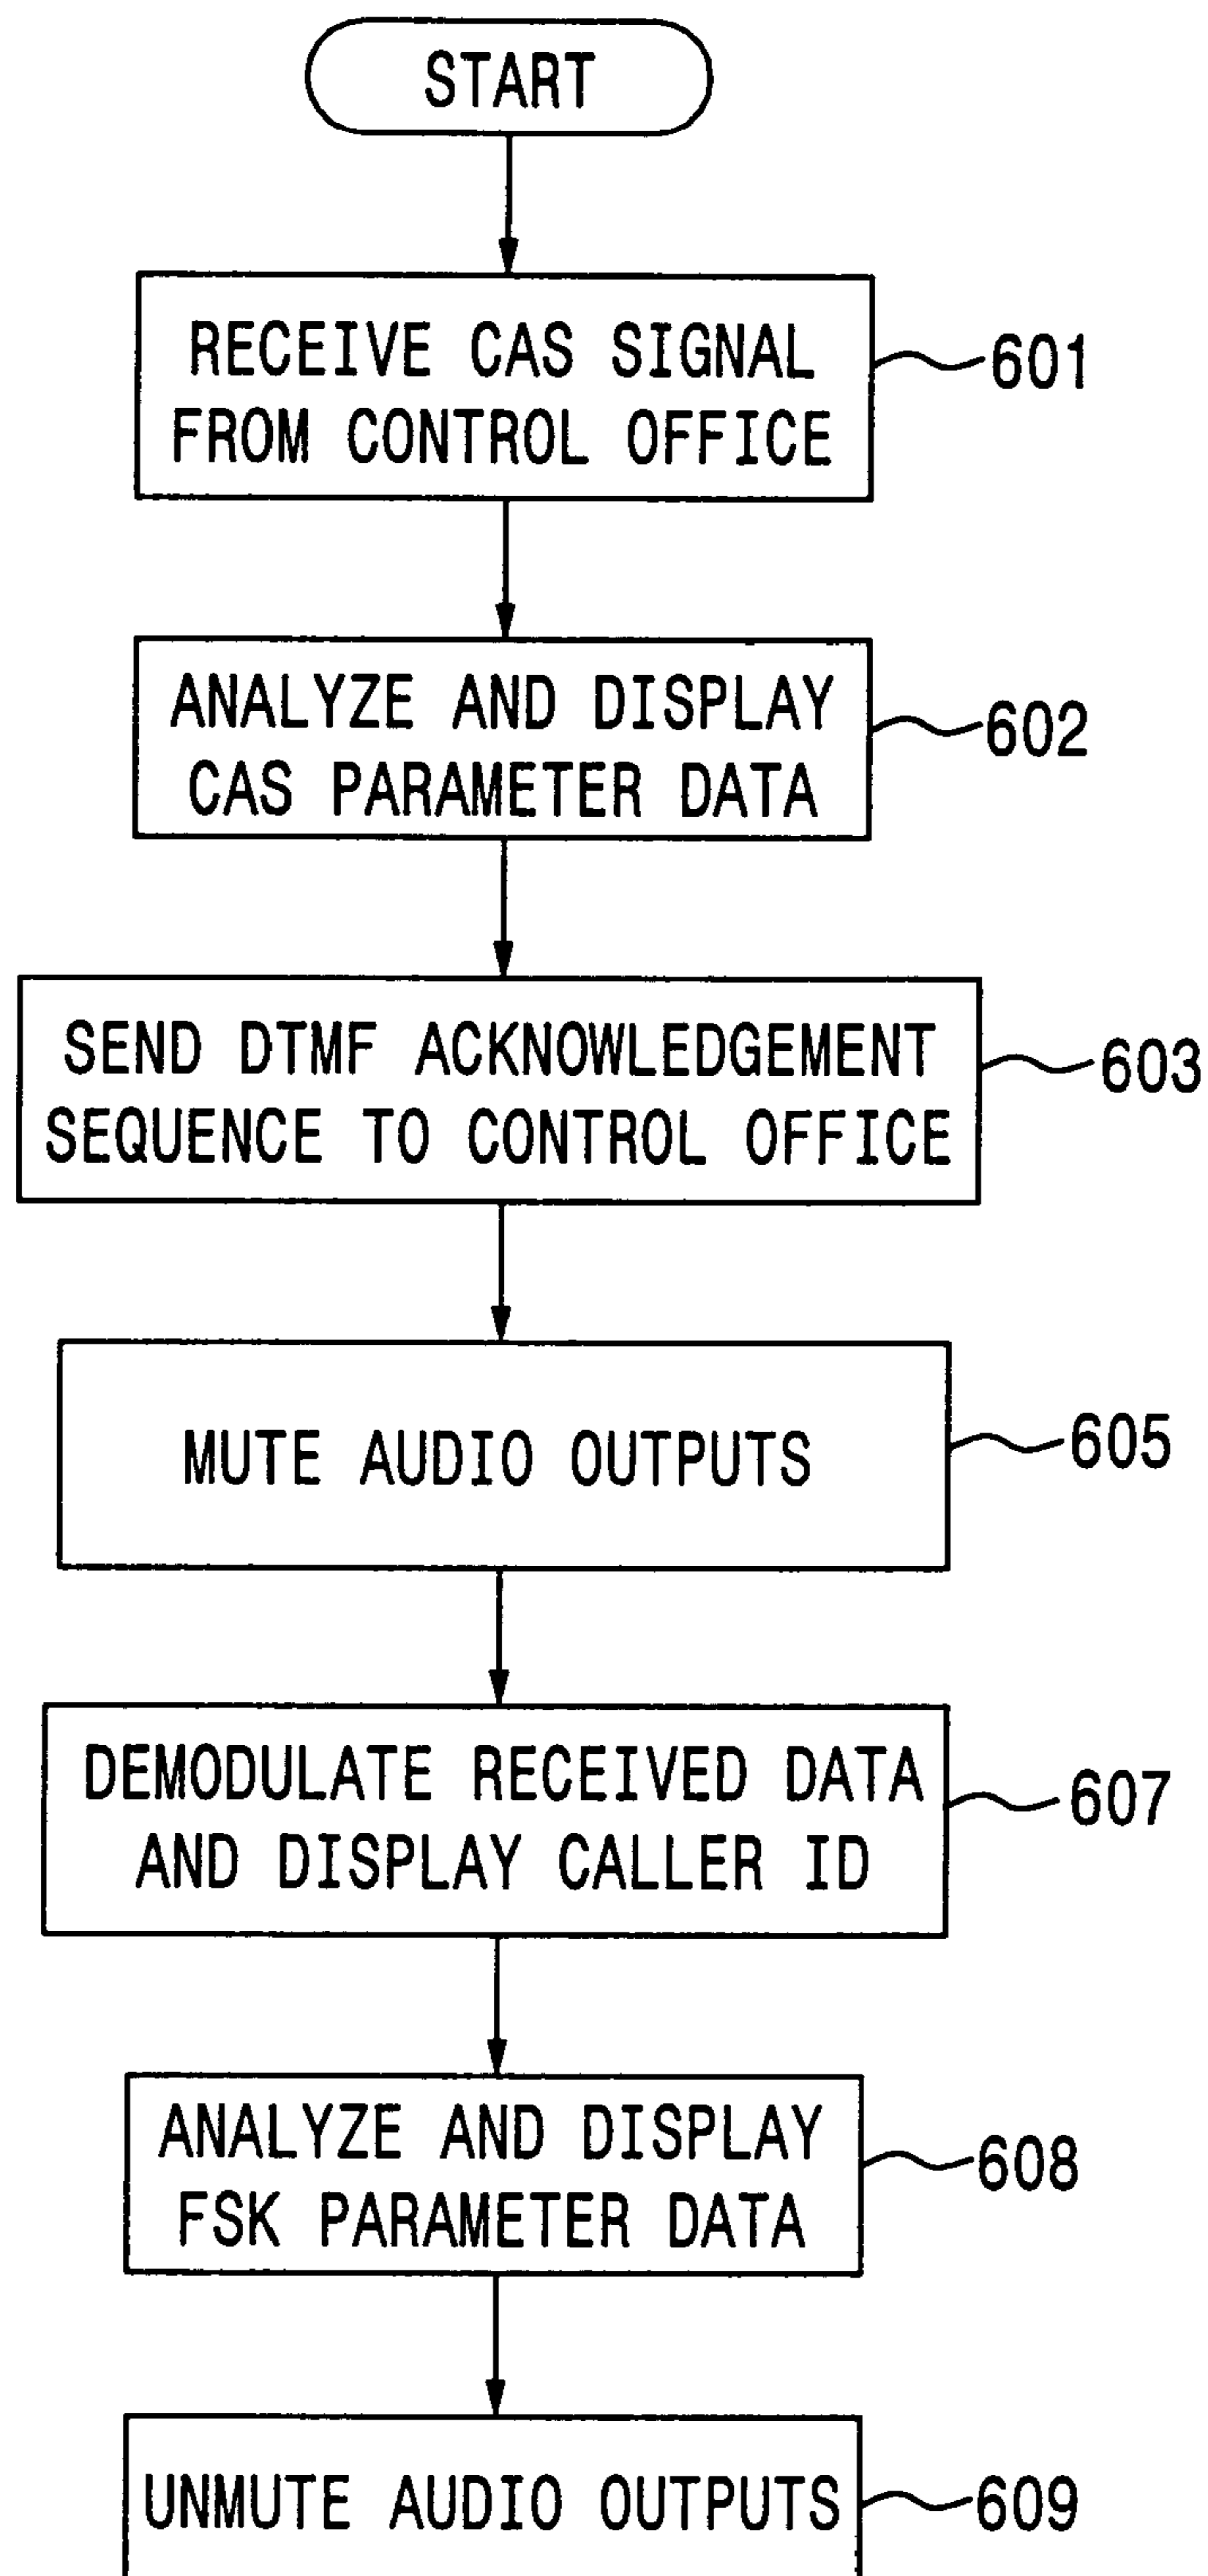 START
RECEIVE CAS SIGNAL
FROM CONTROL OFFICE
601
ANALYZE AND DISPLAY
CAS PARAMETER DATA
602
SEND DTMF ACKNOWLEDGEMENT
SEQUENCE TO CONTROL OFFICE
603
MUTE AUDIO OUTPUTS
605
DEMODULATE RECEIVED DATA
AND DISPLAY CALLER ID
607
ANALYZE AND DISPLAY
FSK PARAMETER DATA
608
UNMUTE AUDIO OUTPUTS
609